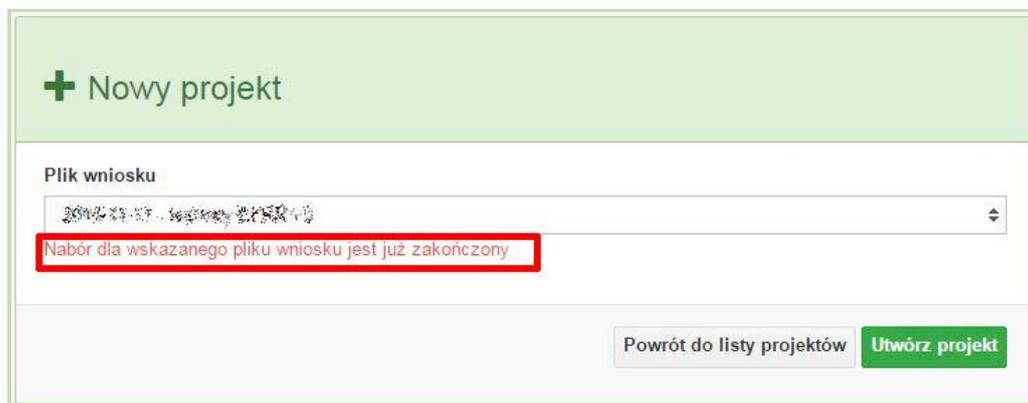 Nowy projekt
Plik wniosku
Nabór dla wskazanego pliku wniosku jest już zakończony
Powrót do listy projektów Utwórz projekt